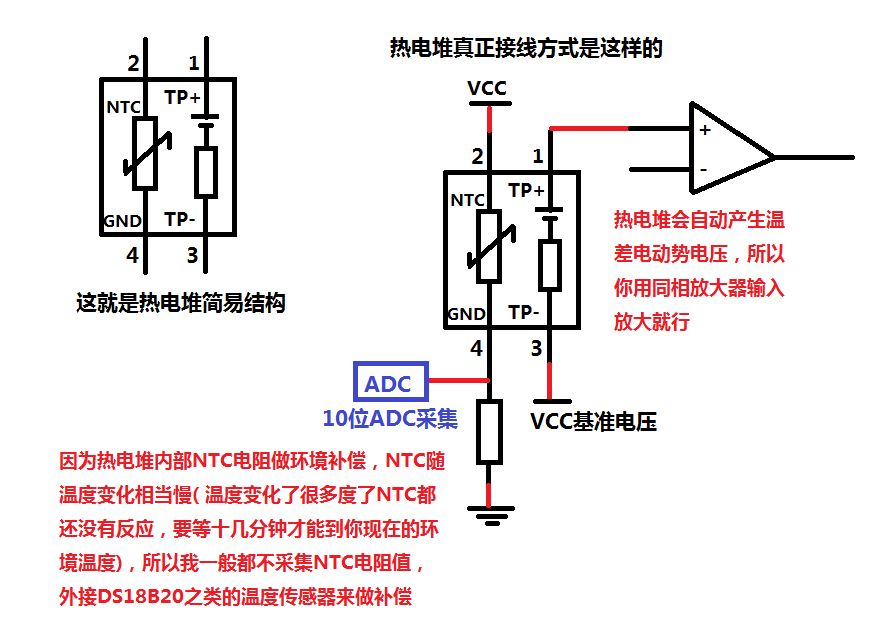 热电堆真正接线方式是这样的
2
1
NTC
TP+
GND
TP-
4
3
这就是热电堆简易结构
VCC
2
1
NTC
TP+
GND
TP-
4
3
+
-
热电堆会自动产生温
差电动势电压，所以
你用同相放大器输入
放大就行
ADC
10位ADC采集
VCC基准电压
因为热电堆内部NTC电阻做环境补偿，NTC随
温度变化相当慢( 温度变化了很多度了NTC都
还没有反应，要等十几分钟才能到你现在的环
境温度)，所以我一般都不采集NTC电阻值，
外接DS18B20之类的温度传感器来做补偿